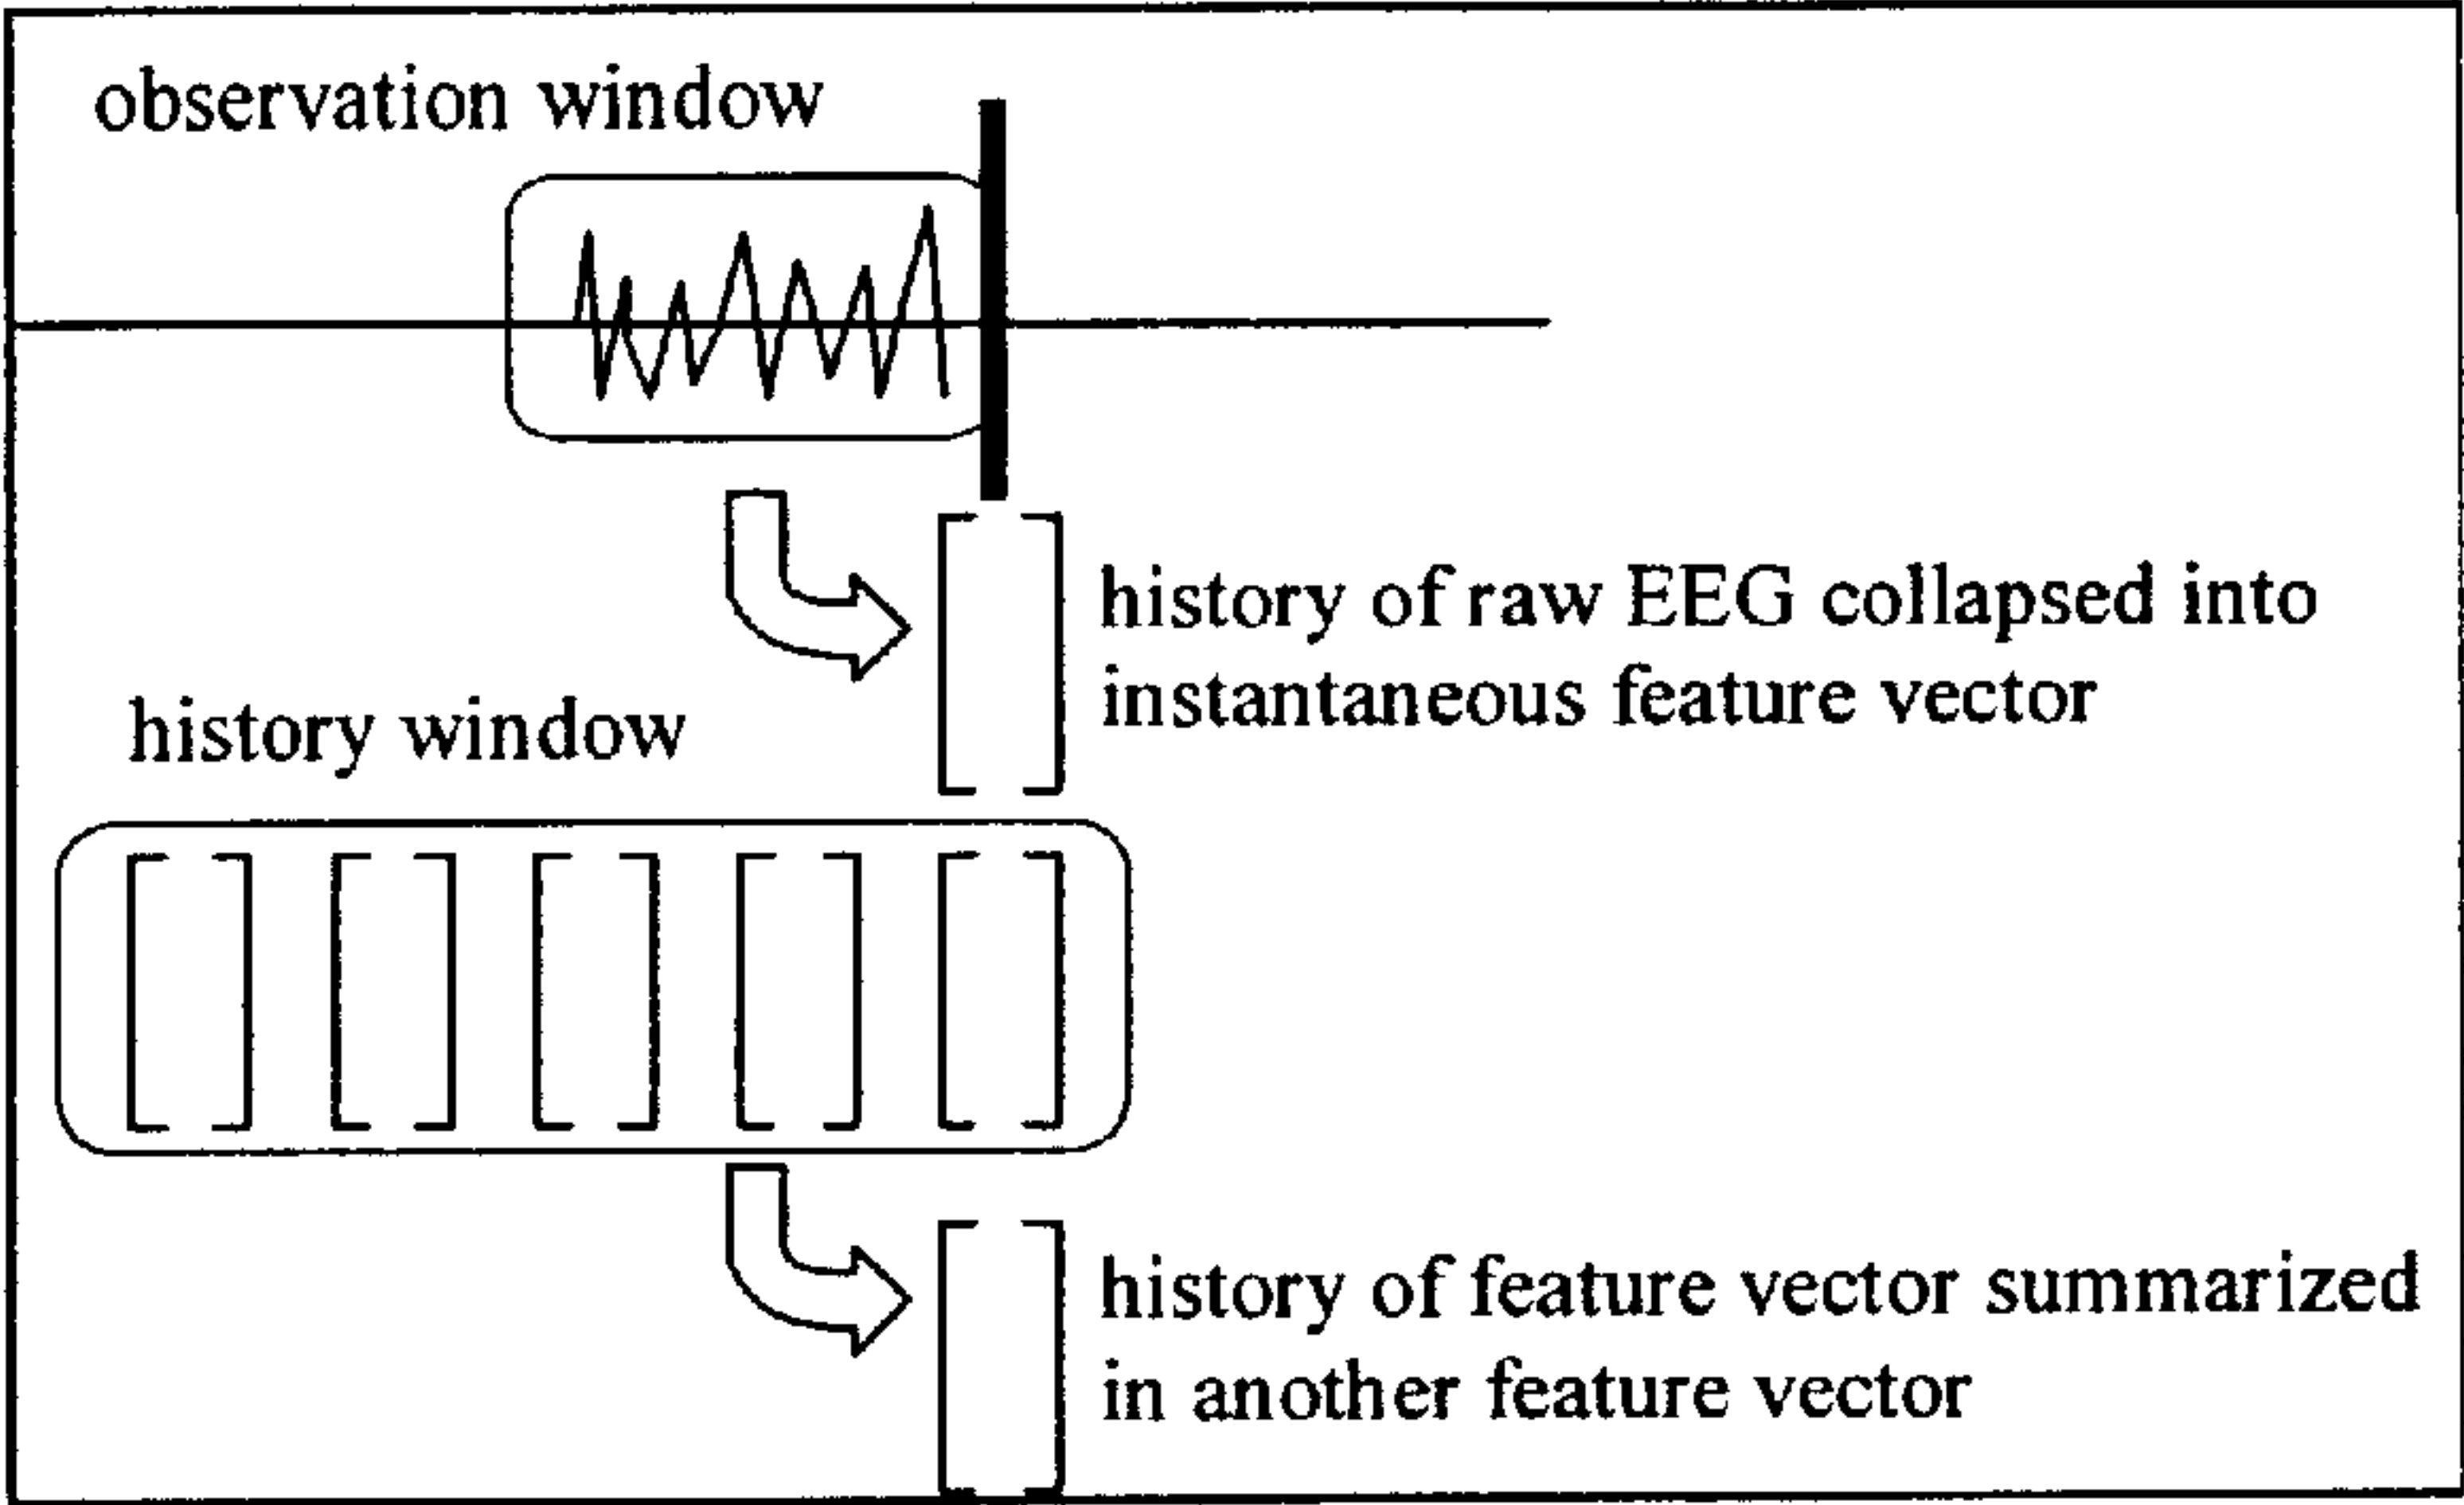 observation window
history of raw EEG collapsed into
instantaneous feature vector
history window
history of feature vector summarized
in another feature vector